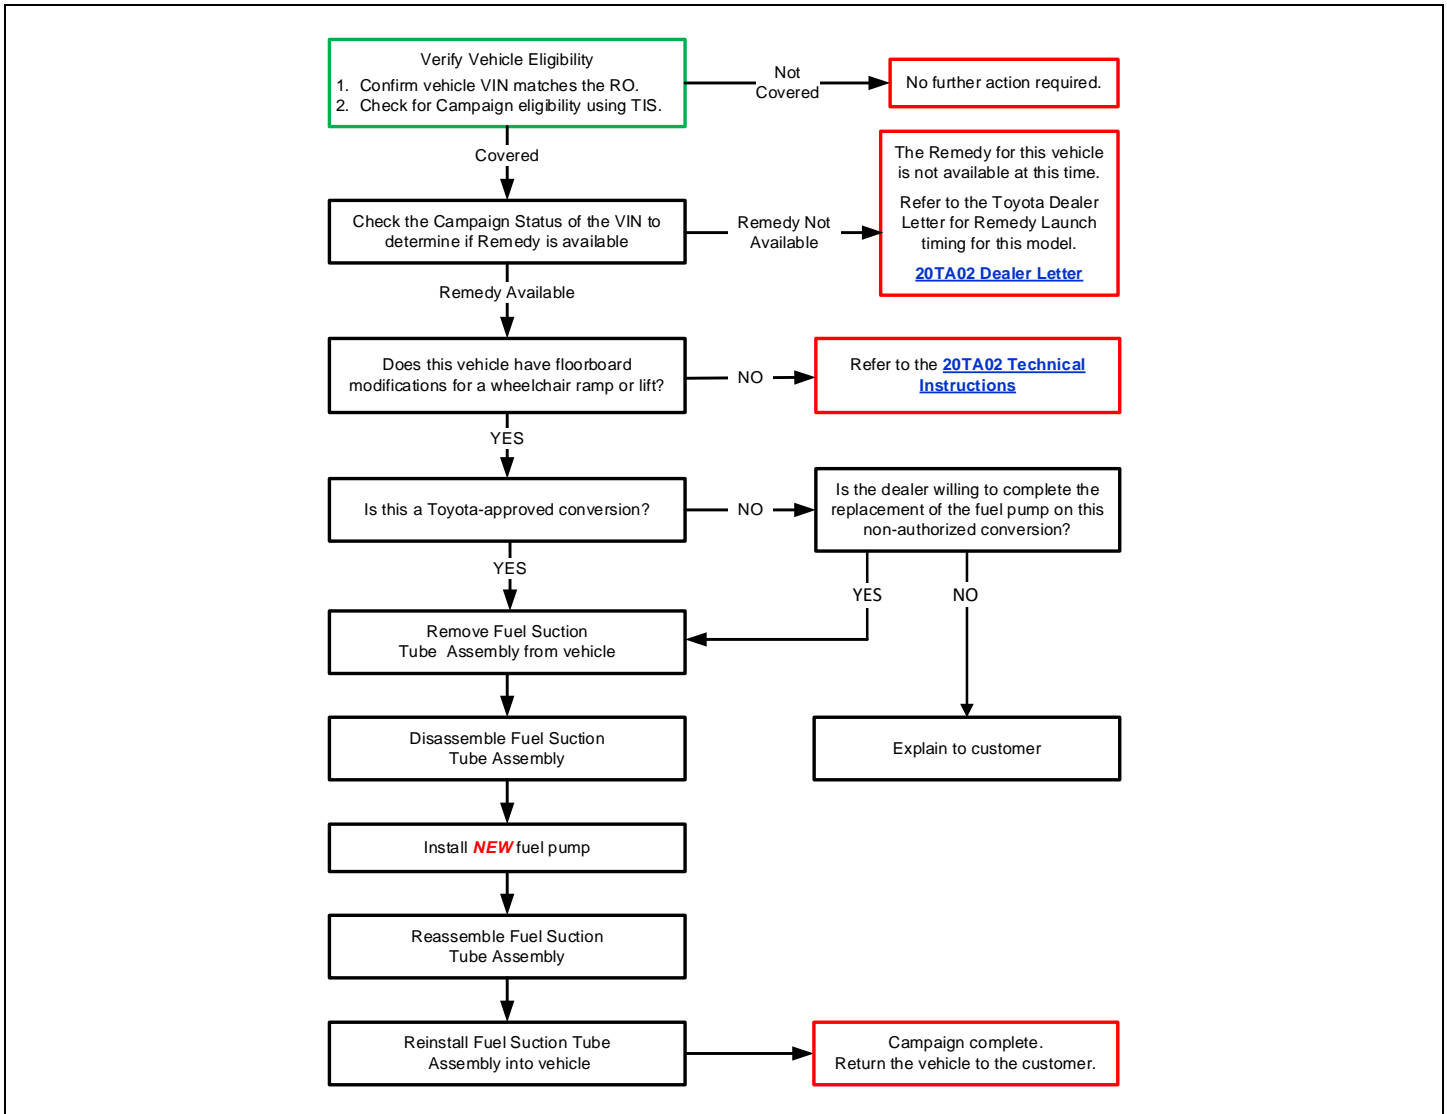 Verify Vehicle Eligibility
1. Confirm vehicle VIN matches the RO.
2. Check for Campaign eligibility using TIS.
Not
Covered
No further action required.
Covered
The Remedy for this vehicle
is not available at this time.
Refer to the Toyota Dealer
Letter for Remedy Launch
timing for this model.
20TA02 Dealer Letter
Check the Campaign Status of the VIN to
determine if Remedy is available
Remedy Not
Available
Remedy Available
Does this vehicle have floorboard
modifications for a wheelchair ramp or lift?
NO
Refer to the 20TA02 Technical
Instructions
YES
Is this a Toyota-approved conversion?
NO
Is the dealer willing to complete the
replacement of the fuel pump on this
non-authorized conversion?
YES
YES
NO
Remove Fuel Suction
Tube Assembly from vehicle
Disassemble Fuel Suction
Tube Assembly
Explain to customer
Install NEW fuel pump
Reassemble Fuel Suction
Tube Assembly
Reinstall Fuel Suction Tube
Assembly into vehicle
Campaign complete.
Return the vehicle to the customer.